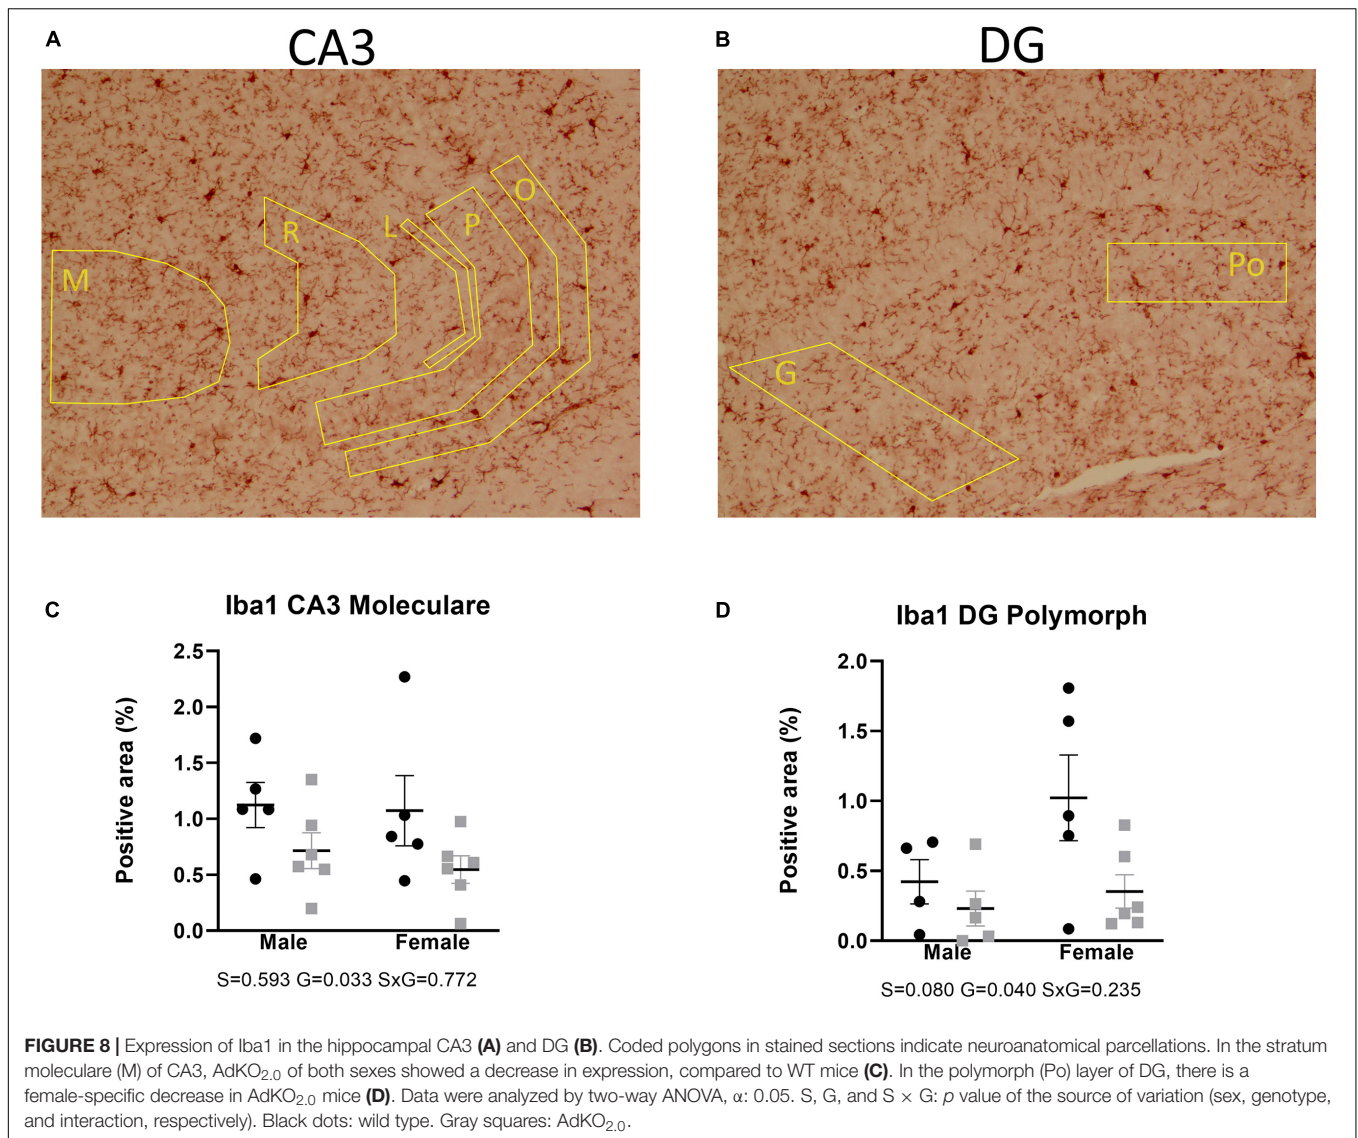 A
CA3
B
DG
M
R
L
P
O
Po
G
C
Iba1 CA3 Moleculare
Positive area (%)
2.5
2.0
1.5
1.0
0.5
0.0
Male
Female
S=0.593 G=0.033 SxG=0.772
D
Iba1 DG Polymorph
Positive area (%)
2.0
1.5
1.0
0.5
0.0
Male
Female
S=0.080 G=0.040 SxG=0.235
FIGURE 8 | Expression of Iba1 in the hippocampal CA3 (A) and DG (B). Coded polygons in stained sections indicate neuroanatomical parcellations. In the stratum
moleculare (M) of CA3, AdKO2.0 of both sexes showed a decrease in expression, compared to WT mice (C). In the polymorph (Po) layer of DG, there is a
female-specific decrease in AdKO2.0 mice (D). Data were analyzed by two-way ANOVA, α: 0.05. S, G, and S × G: p value of the source of variation (sex, genotype,
and interaction, respectively). Black dots: wild type. Gray squares: AdKO2.0.